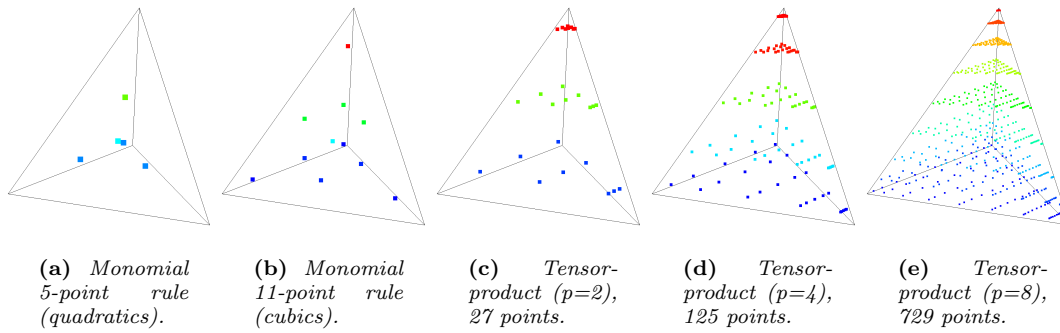 (a) Monomial
5-point rule
(quadratics).
(b) Monomial
11-point rule
(cubics).
(c) Tensor-
product (p=2),
27 points.
(d) Tensor-
product (p=4),
125 points.
(e) Tensor-
product (p=8),
729 points.